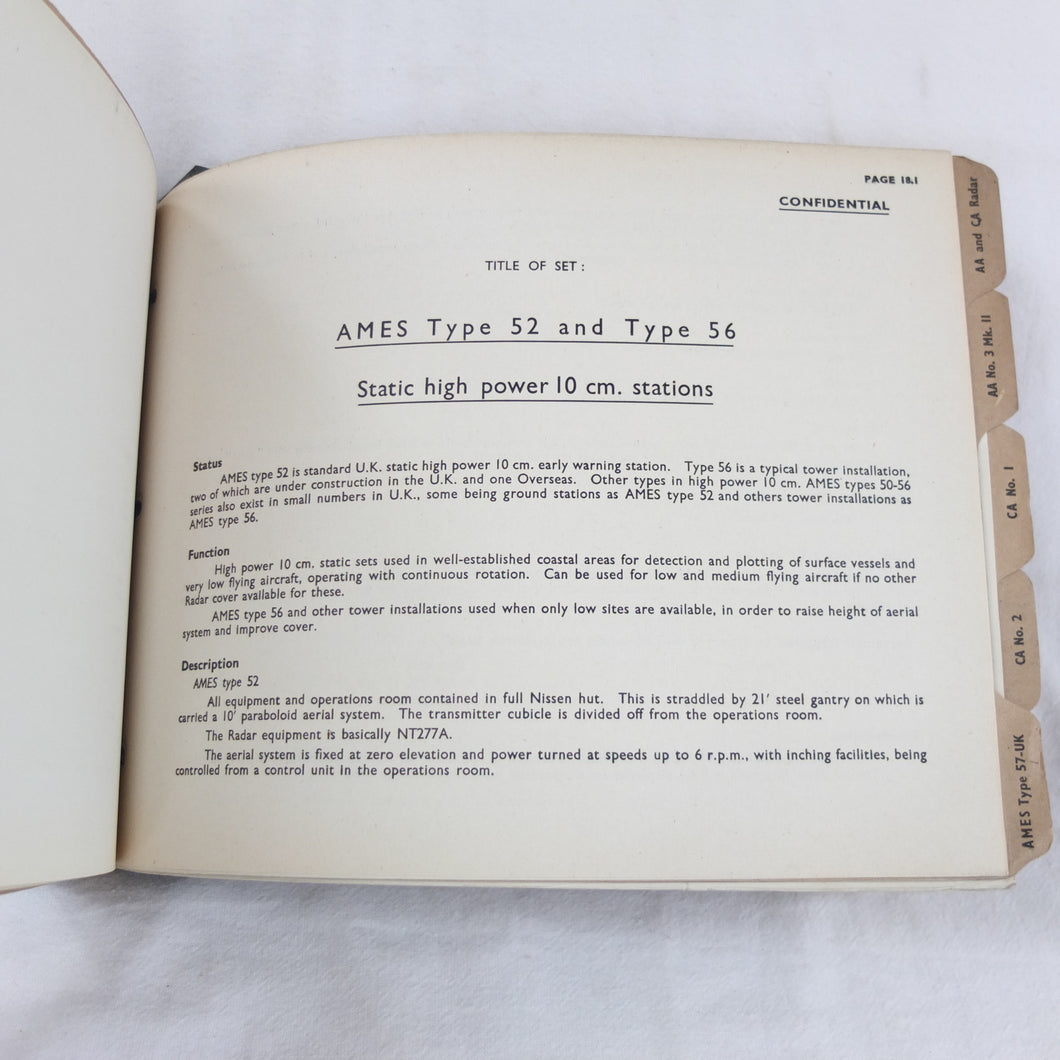 PAGE 18.1
CONFIDENTIAL
TITLE OF SET :
AMES Type 52 and Type 56
Static high power 10 cm. stations
Status
AMES type 52 is standard U.K. static high power 10 cm. early warning station. Type 56 is a typical tower installation,
two of which are under construction in the U.K. and one Overseas. Other types in high power 10 cm. AMES types 50-56
series also exist in small numbers in U.K., some being ground stations as AMES type 52 and others tower installations as
AMES type 56.
Function
High power 10 cm. static sets used in well-established coastal areas for detection and plotting of surface vessels and
very low flying aircraft, operating with continuous rotation. Can be used for low and medium flying aircraft if no other
Radar cover available for these.
AMES type 56 and other tower installations used when only low sites are available, in order to raise height of aerial
system and improve cover.
Description
AMES type 52
All equipment and operations room contained in full Nissen hut. This is straddled by 21′ steel gantry on which is
carried a 10′ paraboloid aerial system. The transmitter cubicle is divided off from the operations room.
The Radar equipment is basically NT277A.
The aerial system is fixed at zero elevation and power turned at speeds up to 6 r.p.m., with inching facilities, being
controlled from a control unit in the operations room.
AA and CA Radar
AA No. 3 Mk. II
CA No. 1
CA No. 2
AMES Type 57-UK